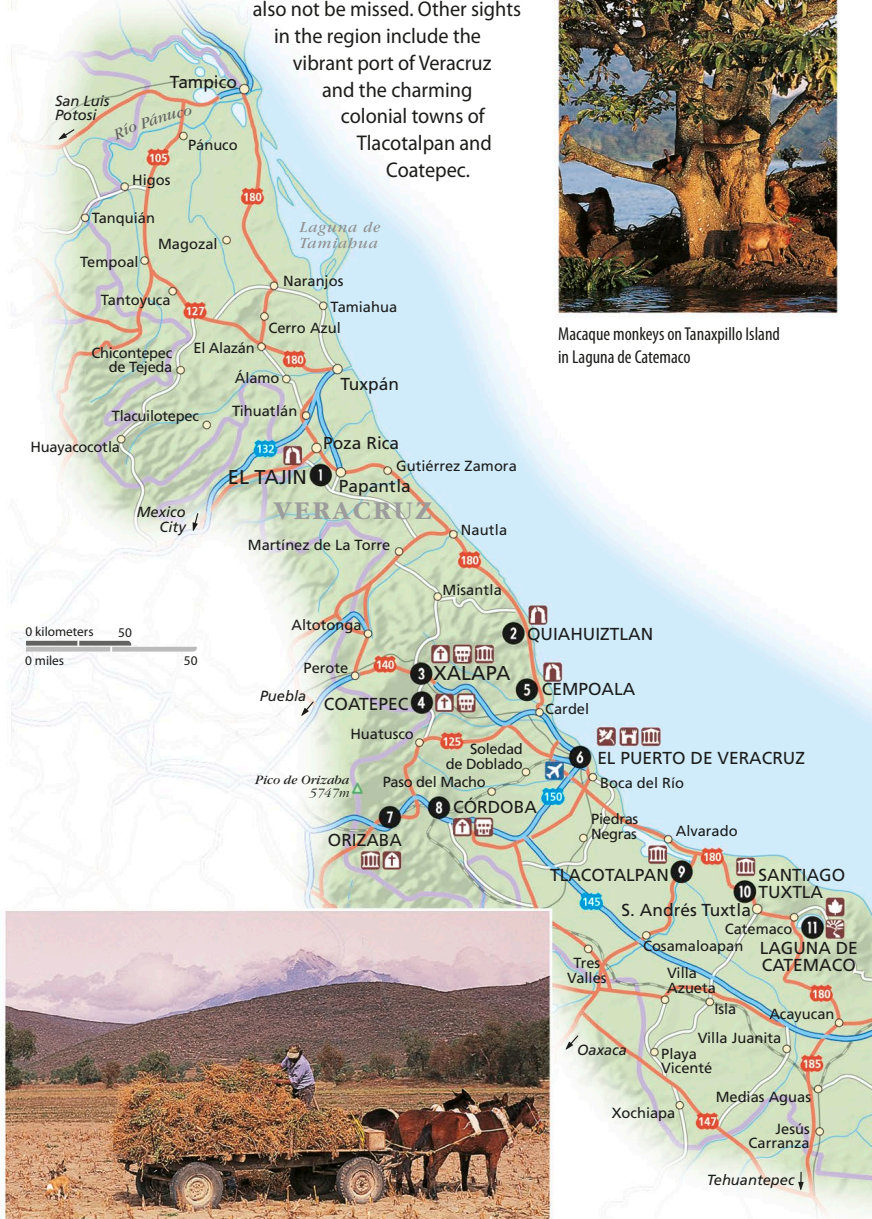 also not be missed. Other sights
in the region include the
vibrant port of Veracruz
and the charming
colonial towns of
Tlacotalpan and
Coatepec.
Macaque monkeys on Tanaxpillo Island
in Laguna de Catemaco
Tampico
San Luis
Potosí
Río Pánuco
Pánuco
105
Higos
180
Tanquián
Laguna de
Tamiahua
Magozal
Tempoal
Naranjos
Tantoyuca
Tamiahua
127
Cerro Azul
Chicontepec
de Tejeda
El Alazán
180
Álamo
Tuxpán
Tlacuilotepec
Tihuatlán
Huayacocotla
132
Poza Rica
Gutiérrez Zamora
EL TAJÍN 1
Papantla
Mexico
City
VERACRUZ
Nautla
Martínez de La Torre
180
Misantla
Altotonga
0 kilometers 50
0 miles 50
2 QUIAHUIZTLAN
Perote
140
3 XALAPA
Puebla
5 CEMPOALA
COATEPEC 4
Cardel
Huatusco
125
Soledad
de Doblado
6
EL PUERTO DE VERACRUZ
Pico de Orizaba
5747m
Paso del Macho
Boca del Río
150
8 CÓRDOBA
7
ORIZABA
Piedras
Negras
Alvarado
180
TLACOTALPAN 9
SANTIAGO
10 TUXTLA
145
S. Andrés Tuxtla
Catemaco
11
Cosamaloapan
LAGUNA DE
CATEMACO
Tres
Valles
Villa
Azueta
Isla
180
Acayucan
Oaxaca
Villa Juanita
Playa
Vicenté
185
Medias Aguas
Xochiapa
147
Jesús
Carranza
Tehuantepec